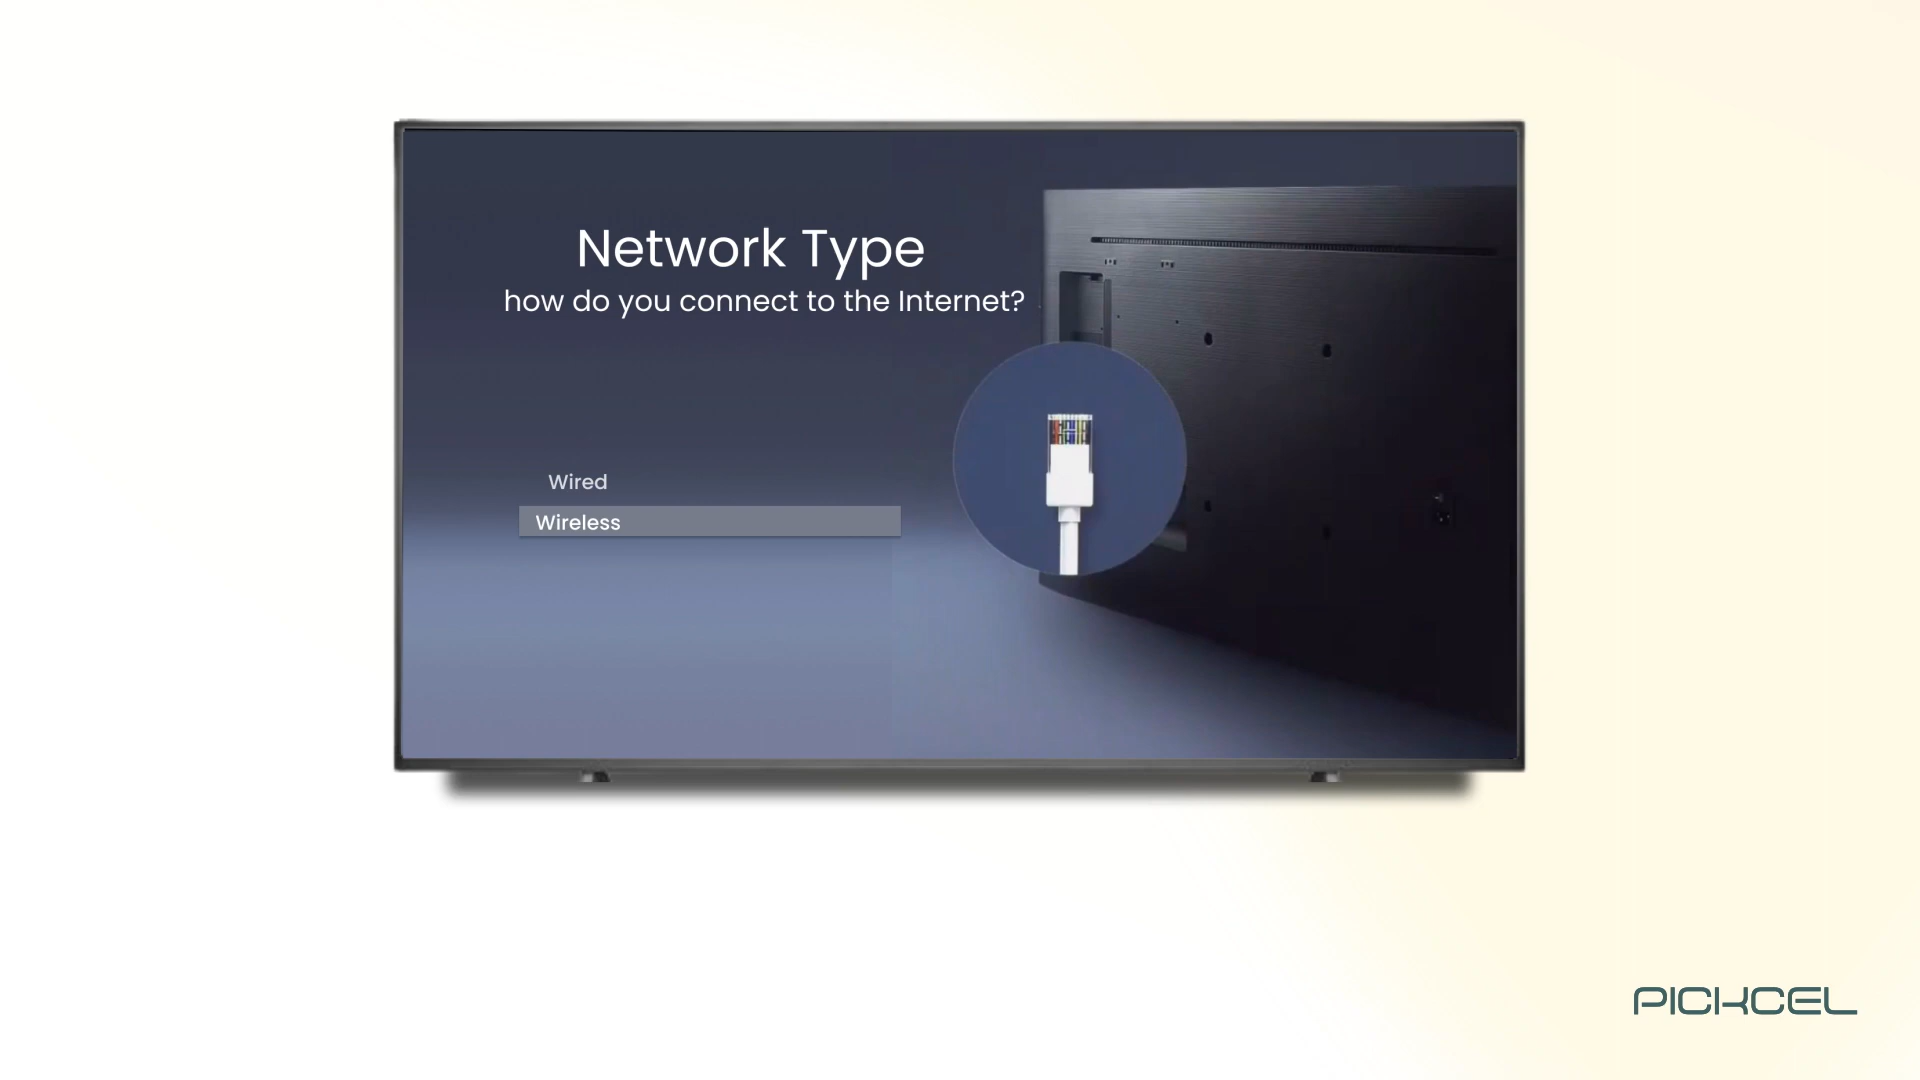 Network Type
how do you connect to the Internet?
Wired
Wireless
PICKCEL